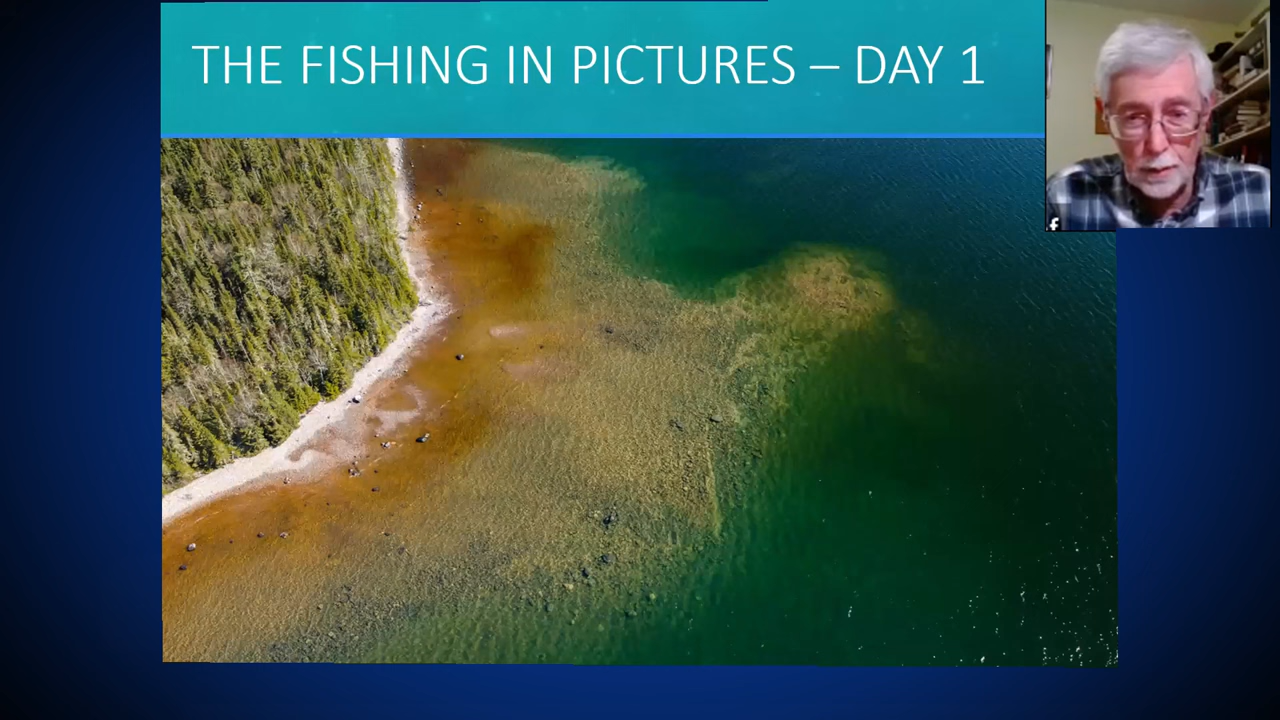 THE FISHING IN PICTURES – DAY 1
f